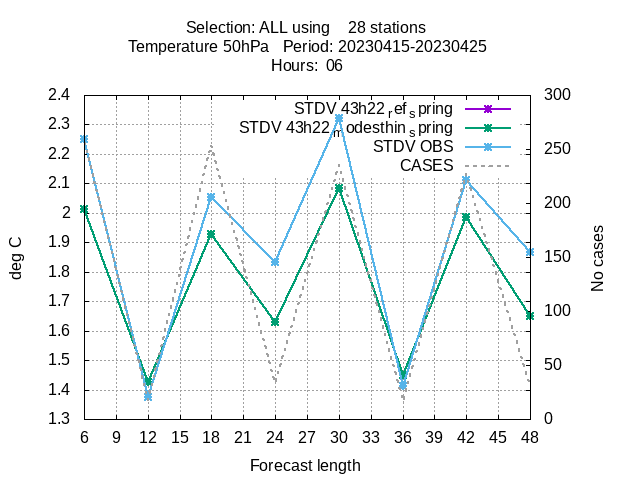 Selection: ALL using    28 stations
Temperature 50hPa   Period: 20230415-20230425
Hours:  06
2.4
2.3
2.2
2.1
2
1.9
1.8
1.7
1.6
1.5
1.4
1.3
deg C
STDV 43h22_ref_spring
STDV 43h22_modesthin_spring
STDV OBS
CASES
300
250
200
150
100
50
0
No cases
6 9 12 15 18 21 24 27 30 33 36 39 42 45 48
Forecast length